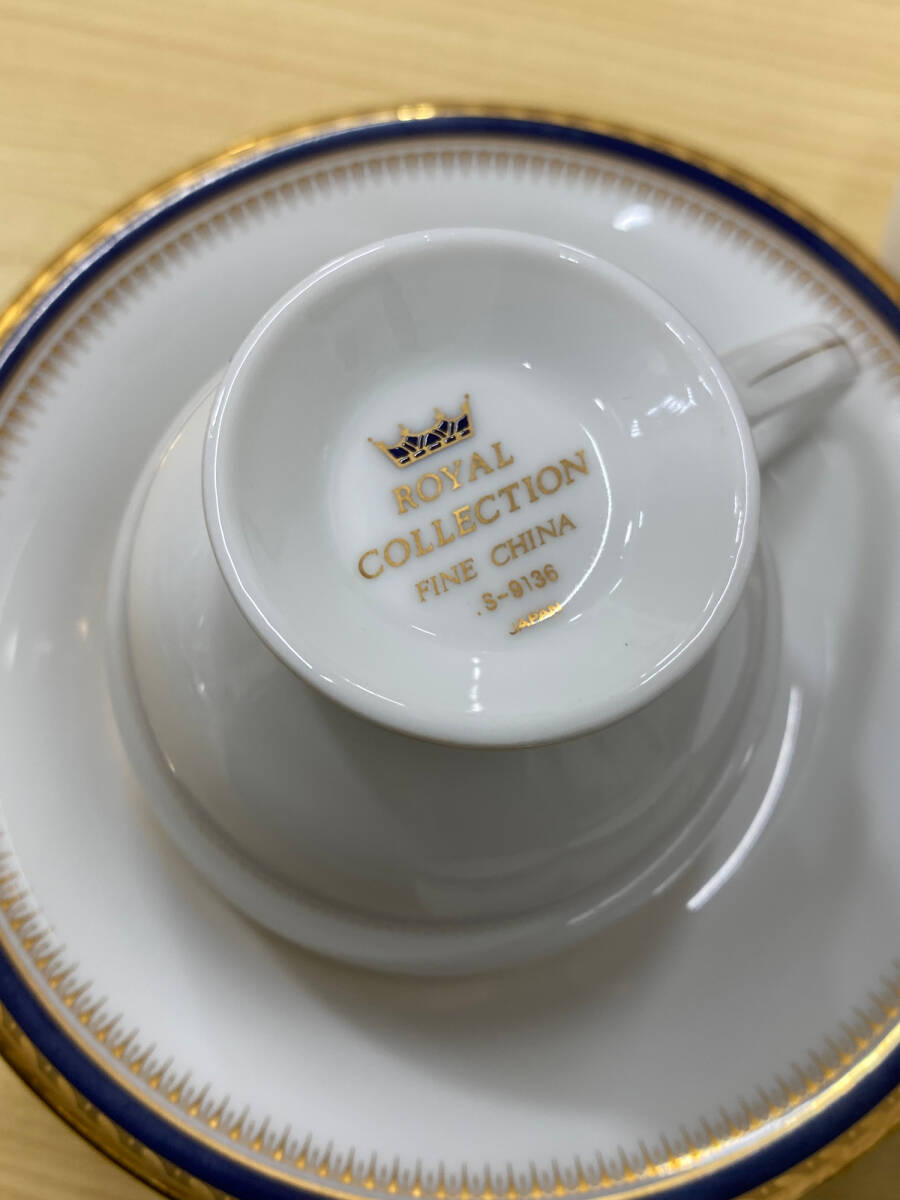 ROYAL
COLLECTION
FINE CHINA
S-9136
JAPAN